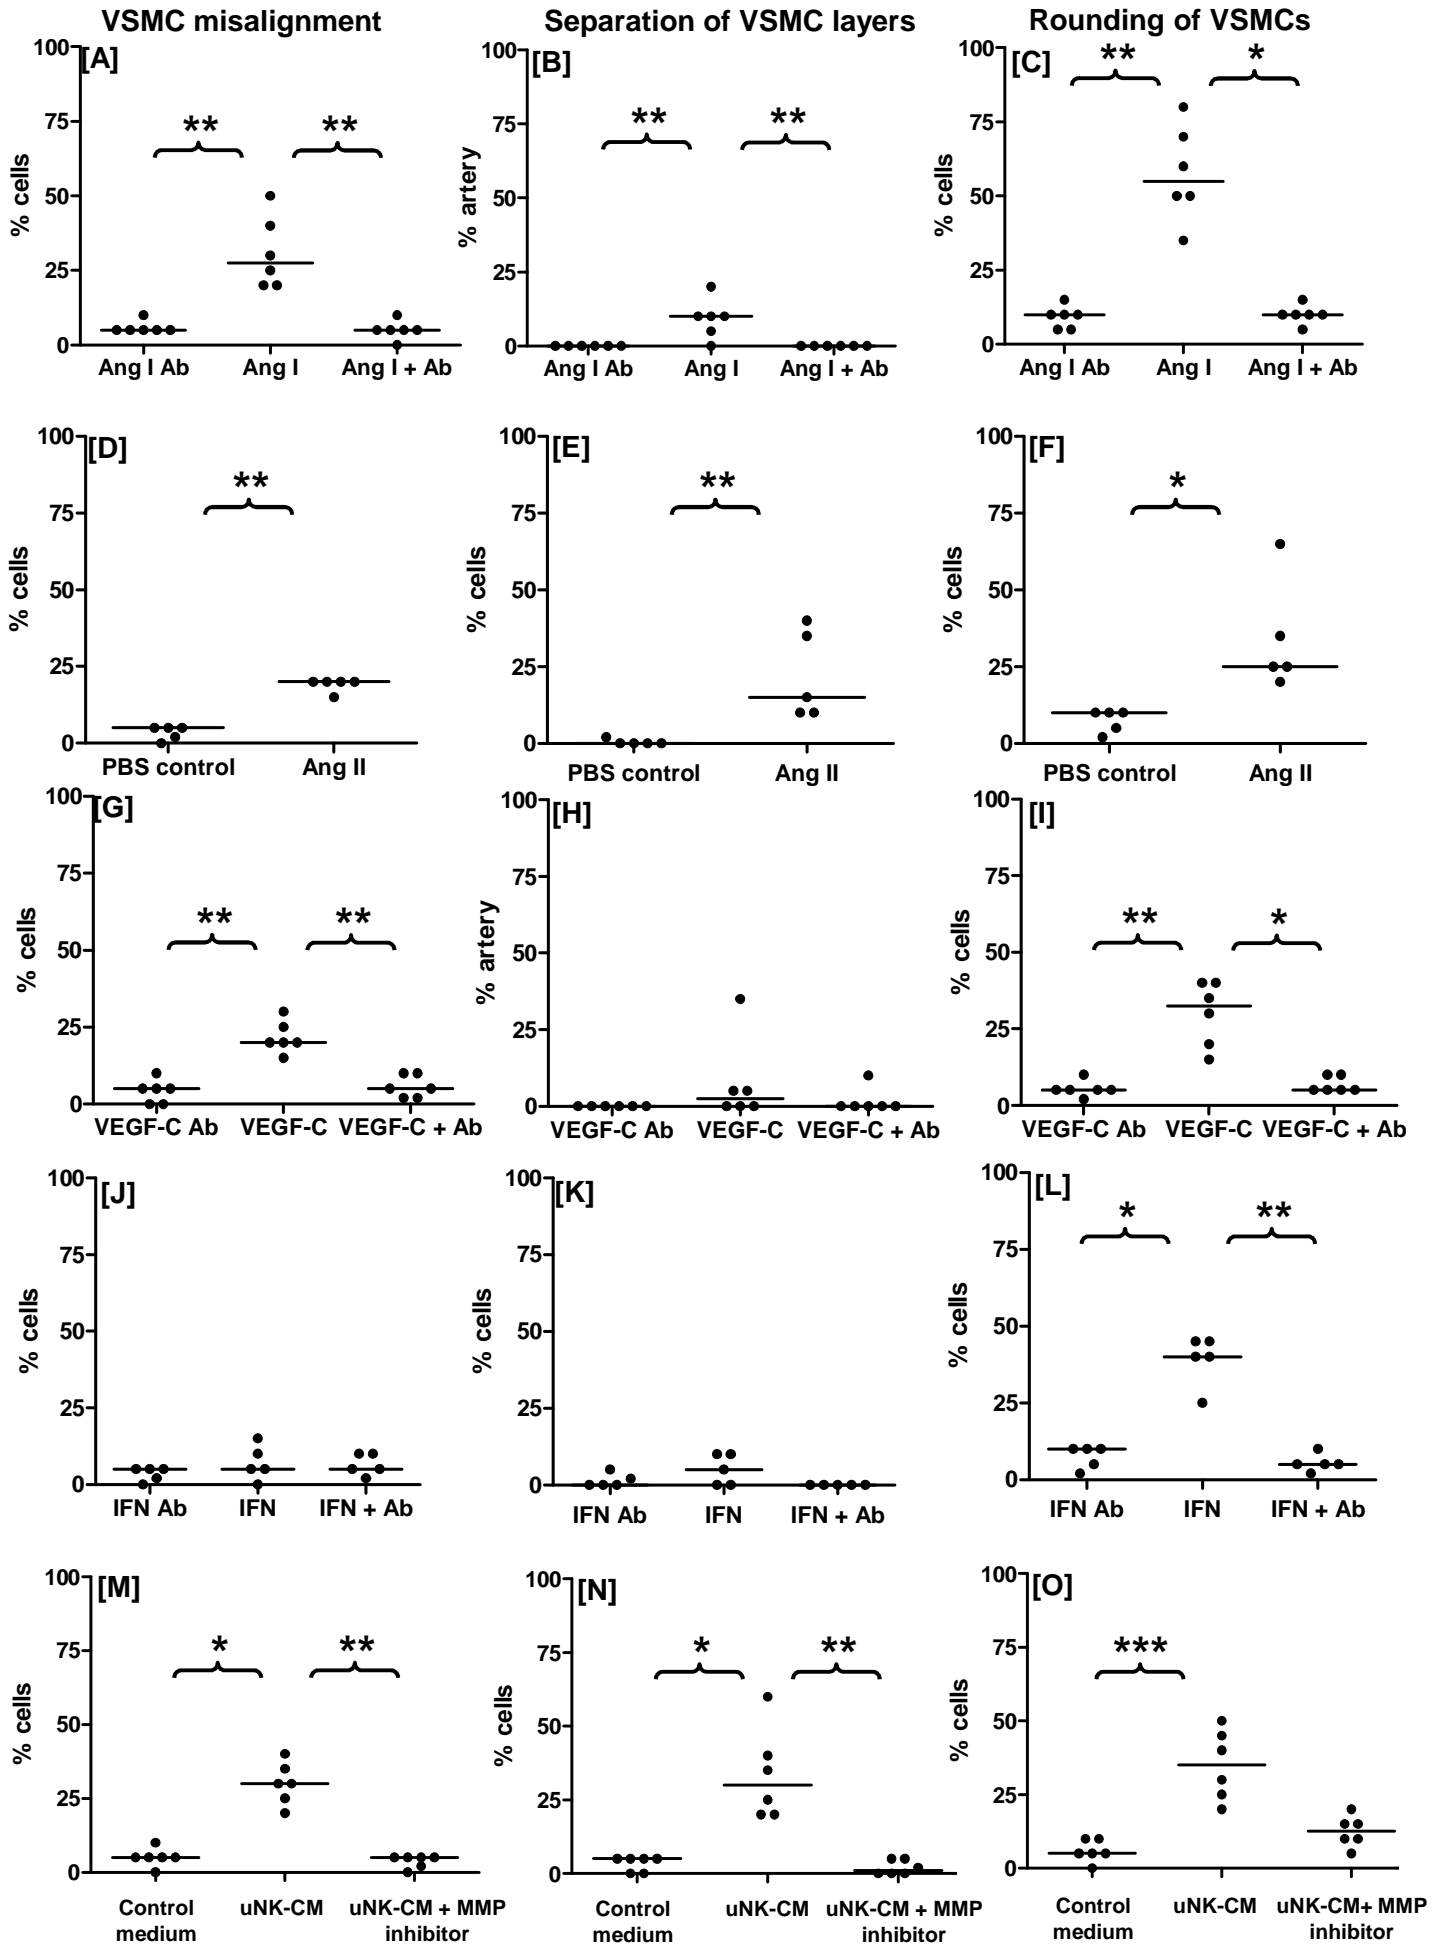 VSMC misalignment
Separation of VSMC layers
Rounding of VSMCs
[A]
% cells
100
75
50
25
0
** **
Ang I Ab Ang I Ang I + Ab
[B]
% artery
100
75
50
25
0
** **
Ang I Ab Ang I Ang I + Ab
[C]
% cells
100
75
50
25
0
** *
Ang I Ab Ang I Ang I + Ab
[D]
% cells
100
75
50
25
0
**
PBS control Ang II
[E]
% cells
100
75
50
25
0
**
PBS control Ang II
[F]
% cells
100
75
50
25
0
*
PBS control Ang II
[G]
% cells
100
75
50
25
0
** **
VEGF-C Ab VEGF-C VEGF-C + Ab
[H]
% artery
100
75
50
25
0
VEGF-C Ab VEGF-C VEGF-C + Ab
[I]
% cells
100
75
50
25
0
** *
VEGF-C Ab VEGF-C VEGF-C + Ab
[J]
% cells
100
75
50
25
0
IFN Ab IFN IFN + Ab
[K]
% cells
100
75
50
25
0
IFN Ab IFN IFN + Ab
[L]
% cells
100
75
50
25
0
* **
IFN Ab IFN IFN + Ab
[M]
% cells
100
75
50
25
0
* **
Control uNK-CM uNK-CM + MMP
medium inhibitor
[N]
% cells
100
75
50
25
0
* **
Control uNK-CM uNK-CM + MMP
medium inhibitor
[O]
% cells
100
75
50
25
0
***
Control uNK-CM uNK-CM+ MMP
medium inhibitor